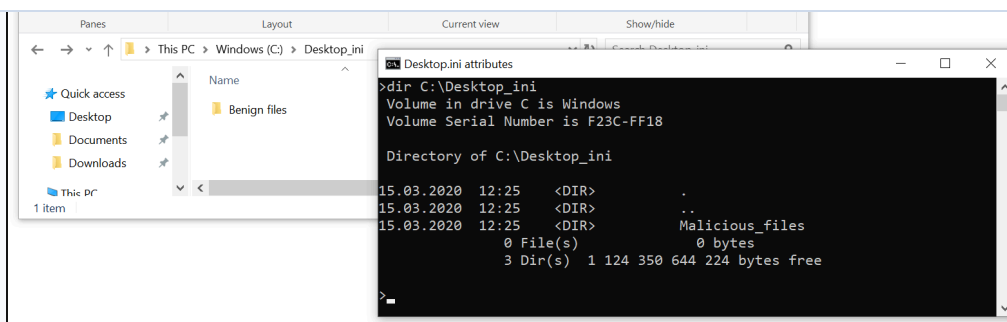 Panes Layout Current view Show/hide
This PC > Windows (C:) > Desktop_ini
Name
Quick access
Desktop
Documents
Downloads
This PC
Benign files
1 item
Desktop.ini attributes
>dir C:\Desktop_ini
Volume in drive C is Windows
Volume Serial Number is F23C-FF18
Directory of C:\Desktop_ini
15.03.2020 12:25 <DIR> .
15.03.2020 12:25 <DIR> ..
15.03.2020 12:25 <DIR> Malicious_files
0 File(s) 0 bytes
3 Dir(s) 1 124 350 644 224 bytes free
>